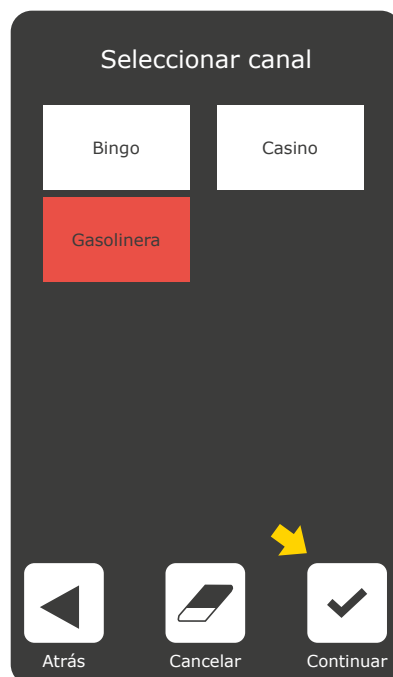 Seleccionar canal
Bingo
Casino
Gasolinera
Atrás
Cancelar
Continuar